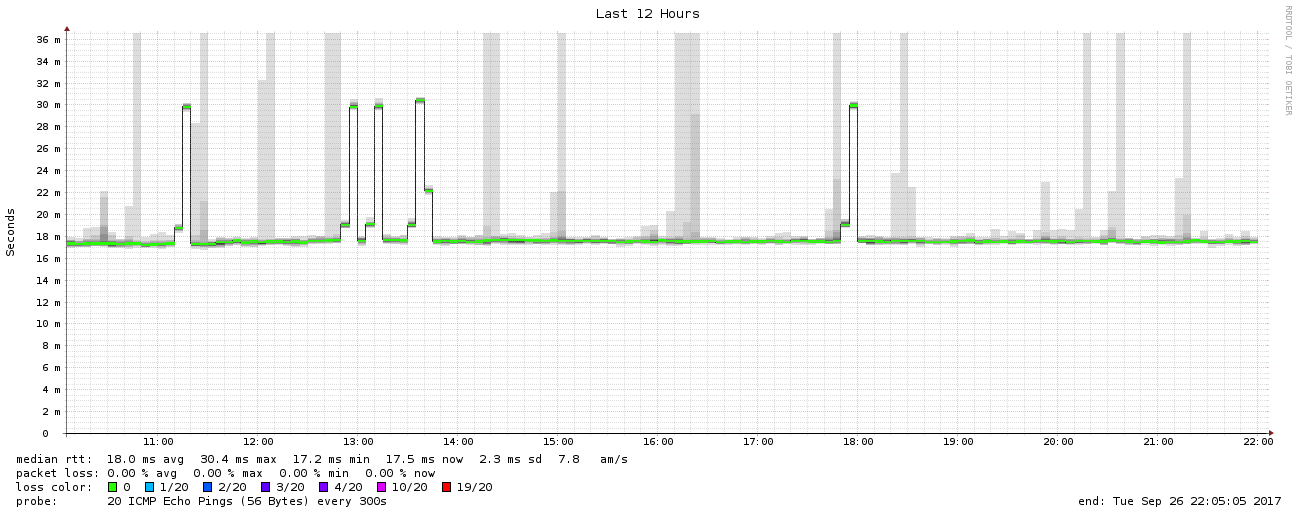 Last 12 Hours
RRDTOOL / TOBI OETIKER
Seconds
36 m
34 m
32 m
30 m
28 m
26 m
24 m
22 m
20 m
18 m
16 m
14 m
12 m
10 m
8 m
6 m
4 m
2 m
0
11:00 12:00 13:00 14:00 15:00 16:00 17:00 18:00 19:00 20:00 21:00 22:00
median rtt: 18.0 ms avg 30.4 ms max 17.2 ms min 17.5 ms now 2.3 ms sd 7.8 am/s
packet loss: 0.00 % avg 0.00 % max 0.00 % min 0.00 % now
loss color: 0 1/20 2/20 3/20 4/20 10/20 19/20
probe: 20 ICMP Echo Pings (56 Bytes) every 300s end: Tue Sep 26 22:05:05 2017